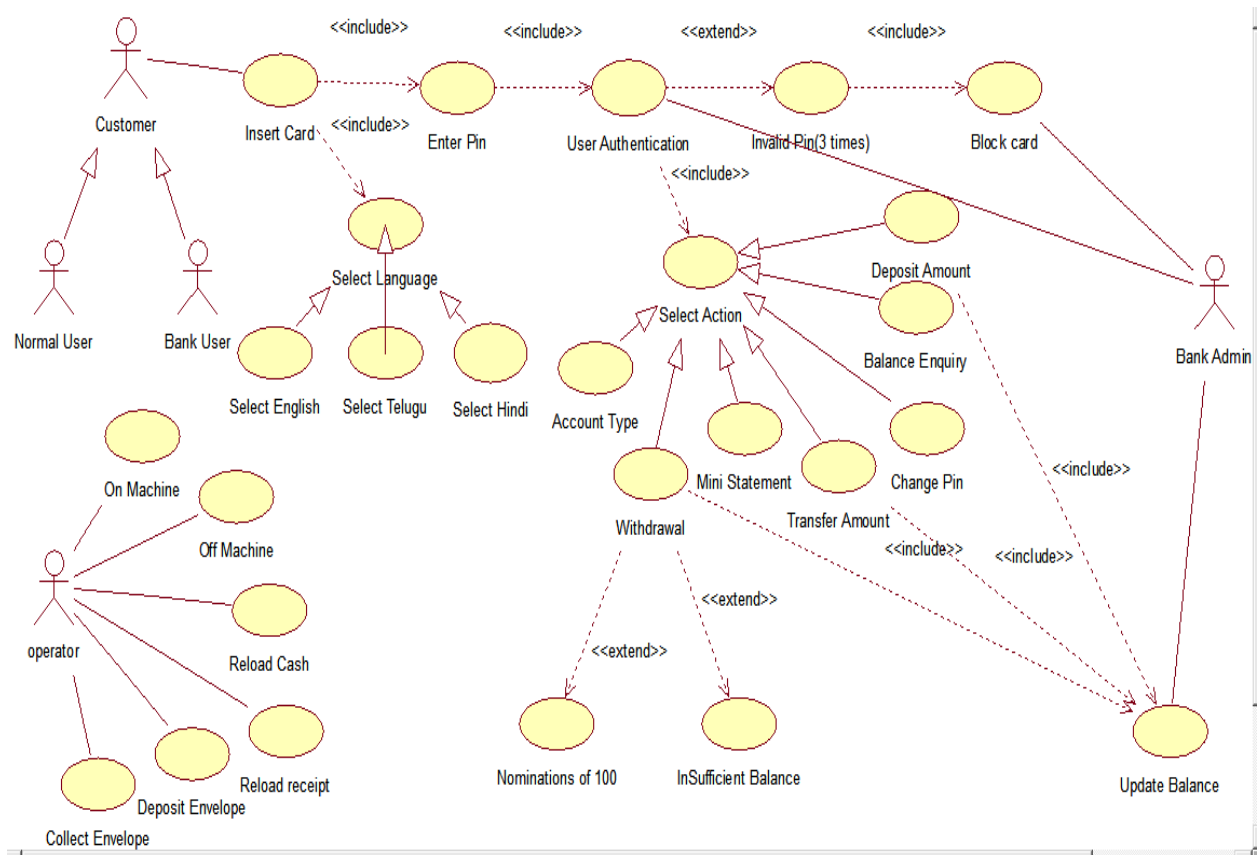 <<include>>
<<include>>
<<extend>>
<<include>>
Customer
Insert Card
<<include>>
Enter Pin
User Authentication
Invalid Pin(3 times)
Block card
<<include>>
Select Language
Deposit Amount
Select Action
Normal User
Bank User
Balance Enquiry
Bank Admin
Select English
Select Telugu
Select Hindi
Account Type
On Machine
Mini Statement
Change Pin
<<include>>
Withdrawal
Transfer Amount
Off Machine
<<include>>
<<include>>
<<extend>>
operator
Reload Cash
<<extend>>
Nominations of 100
InSufficient Balance
Update Balance
Reload receipt
Deposit Envelope
Collect Envelope